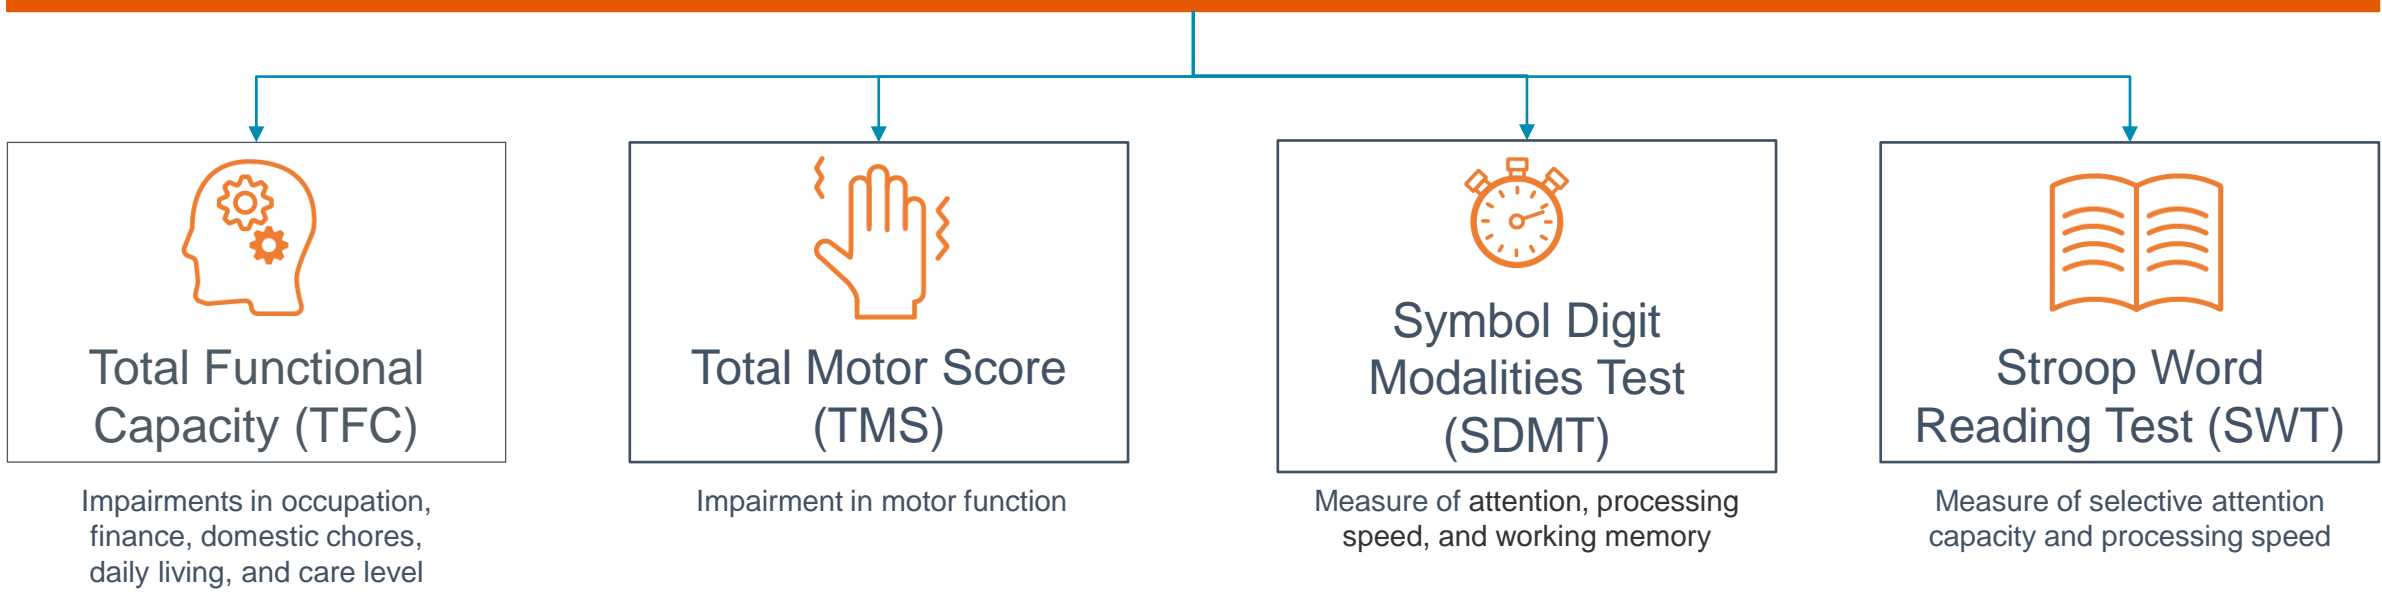 Total Functional
Capacity (TFC)
Impairments in occupation,
finance, domestic chores,
daily living, and care level
Total Motor Score
(TMS)
Impairment in motor function
Symbol Digit
Modalities Test
(SDMT)
Measure of attention, processing
speed, and working memory
Stroop Word
Reading Test (SWT)
Measure of selective attention
capacity and processing speed